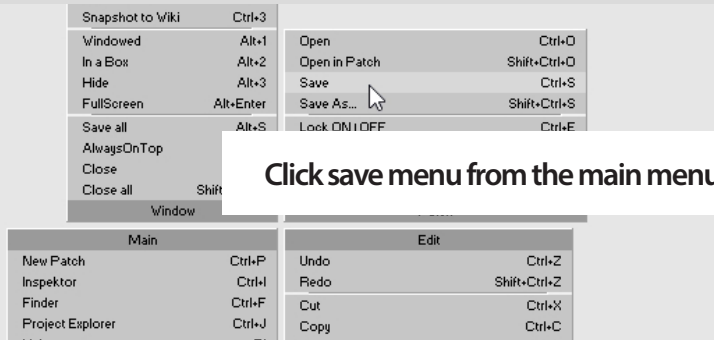 Snapshot to Wiki Ctrl+3
Windowed Alt+1
In a Box Alt+2
Hide Alt+3
FullScreen Alt+Enter
Save all Alt+S
AlwaysOnTop
Close
Close all Shift
Window
Open Ctrl+O
Open in Patch Shift+Ctrl+O
Save Ctrl+S
Save As... Shift+Ctrl+S
Lock ON | OFF Ctrl+E
Click save menu from the main menu
Main
New Patch Ctrl+P
Inspektor Ctrl+I
Finder Ctrl+F
Project Explorer Ctrl+J
Edit
Undo Ctrl+Z
Redo Shift+Ctrl+Z
Cut Ctrl+X
Copy Ctrl+C